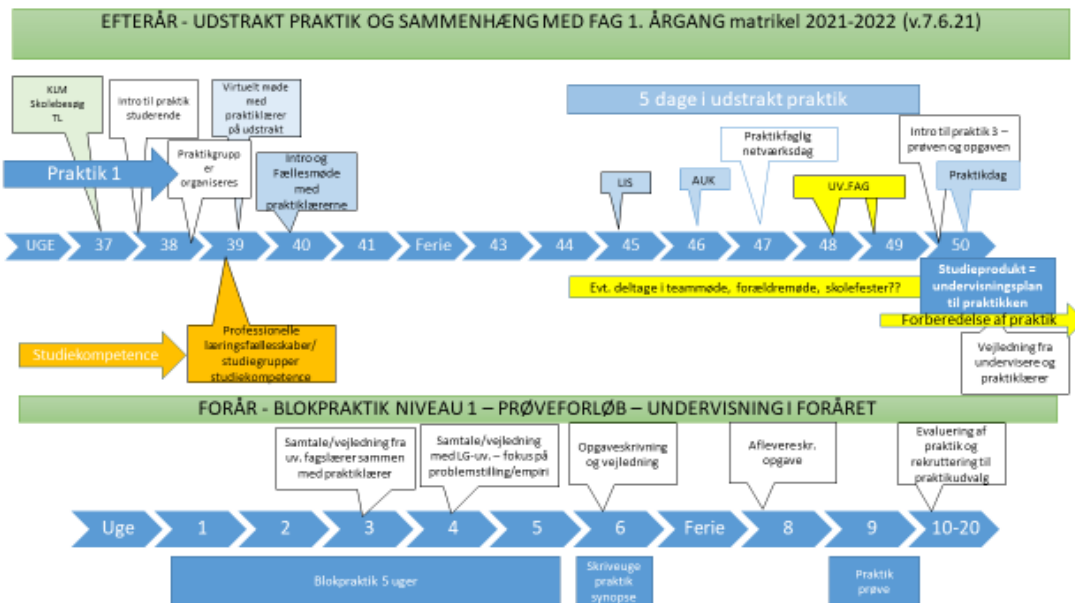 EFTERÅR - UDSTRAKT PRAKTIK OG SAMMENHÆNG MED FAG 1. ÅRGANG matrikel 2021-2022 (v.7.6.21)
KLM
Skolebesøg
TL
Intro til praktik
studerende
Virtuelt møde
med
praktiklærer
på udstrakt
5 dage i udstrakt praktik
Praktikgrupp
er
organiseres
Intro og
Fællesmøde
med
praktiklærerne
Praktikfaglig
netværksdag
Intro til praktik 3 –
prøven og opgaven
Praktik 1
LIS
AUK
UV.FAG
Praktikdag
UGE
37
38
39
40
41
Ferie
43
44
45
46
47
48
49
50
Evt. deltage i teammøde, forældremøde, skolefester??
Studieprodukt =
undervisningsplan
til praktikken
Forberedelse af praktik
Studiekompetence
Professionelle
læringsfællesskaber/
studiegrupper
studiekompetence
Vejledning fra
undervisere og
praktiklærer
FORÅR - BLOKPRAKTIK NIVEAU 1 – PRØVEFORLØB – UNDERVISNING I FORÅRET
Samtale/vejledning fra
uv. fagslærer sammen
med praktiklærer
Samtale/vejledning
med LG-uv. – fokus på
problemstilling/empiri
Opgaveskrivning
og vejledning
Aflevere skr.
opgave
Evaluering af
praktik og
rekruttering til
praktikudvalg
Uge
1
2
3
4
5
6
Ferie
8
9
10-20
Blokpraktik 5 uger
Skriveuge
praktik
synopse
Praktik
prøve